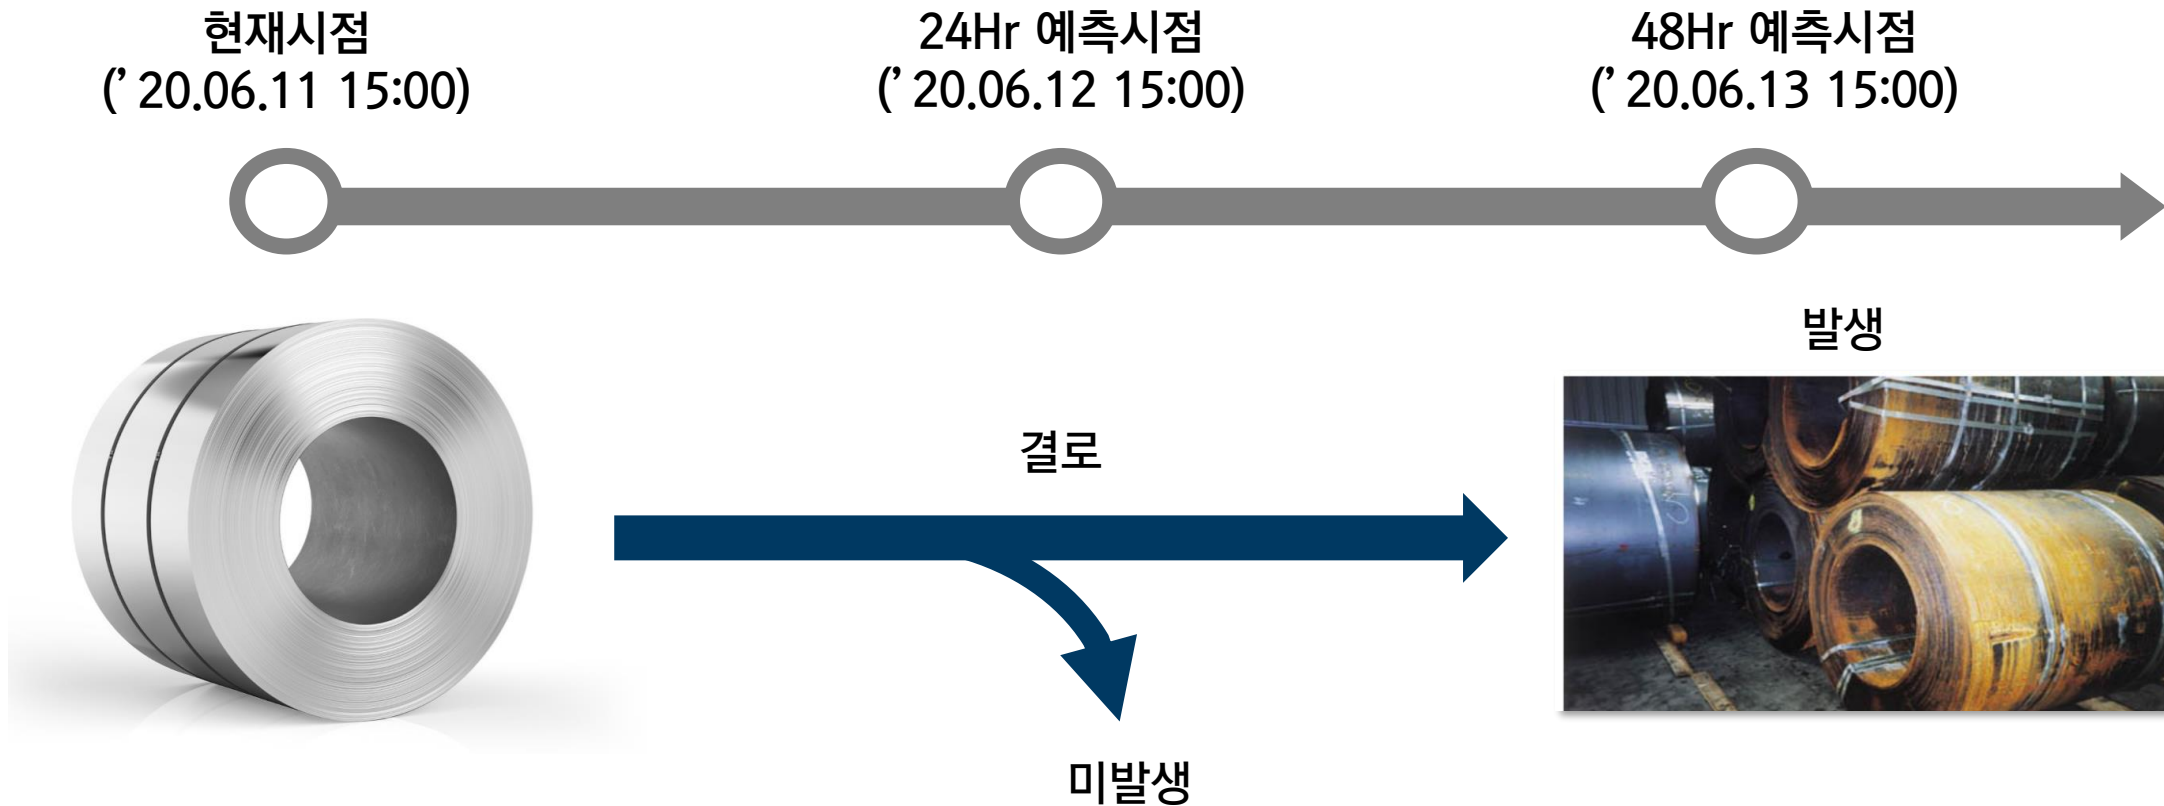 현재시점
(’20.06.11 15:00)
24Hr 예측시점
(’20.06.12 15:00)
48Hr 예측시점
(’20.06.13 15:00)
발생
결로
미발생